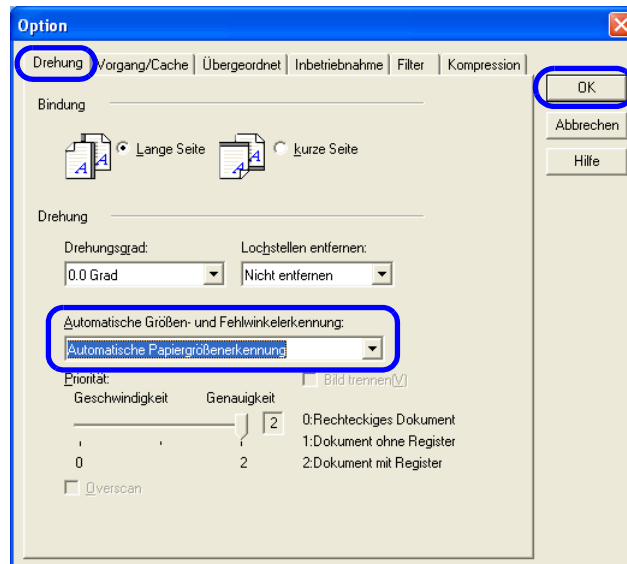 Option
Drehung Vorgang/Cache Übergeordnet Inbetriebnahme Filter Kompression
OK
Abbrechen
Hilfe
Bindung
A A Lange Seite A A kurze Seite
Drehung
Drehungsgrad: Lochstellen entfernen:
0.0 Grad Nicht entfernen
Automatische Größen- und Fehlwinkelerkennung:
Automatische Papiergrößenerkennung
Priorität: Bild trennen(V)
Geschwindigkeit Genauigkeit
2
0:Rechteckiges Dokument
1:Dokument ohne Register
2:Dokument mit Register
0 2
Overscan